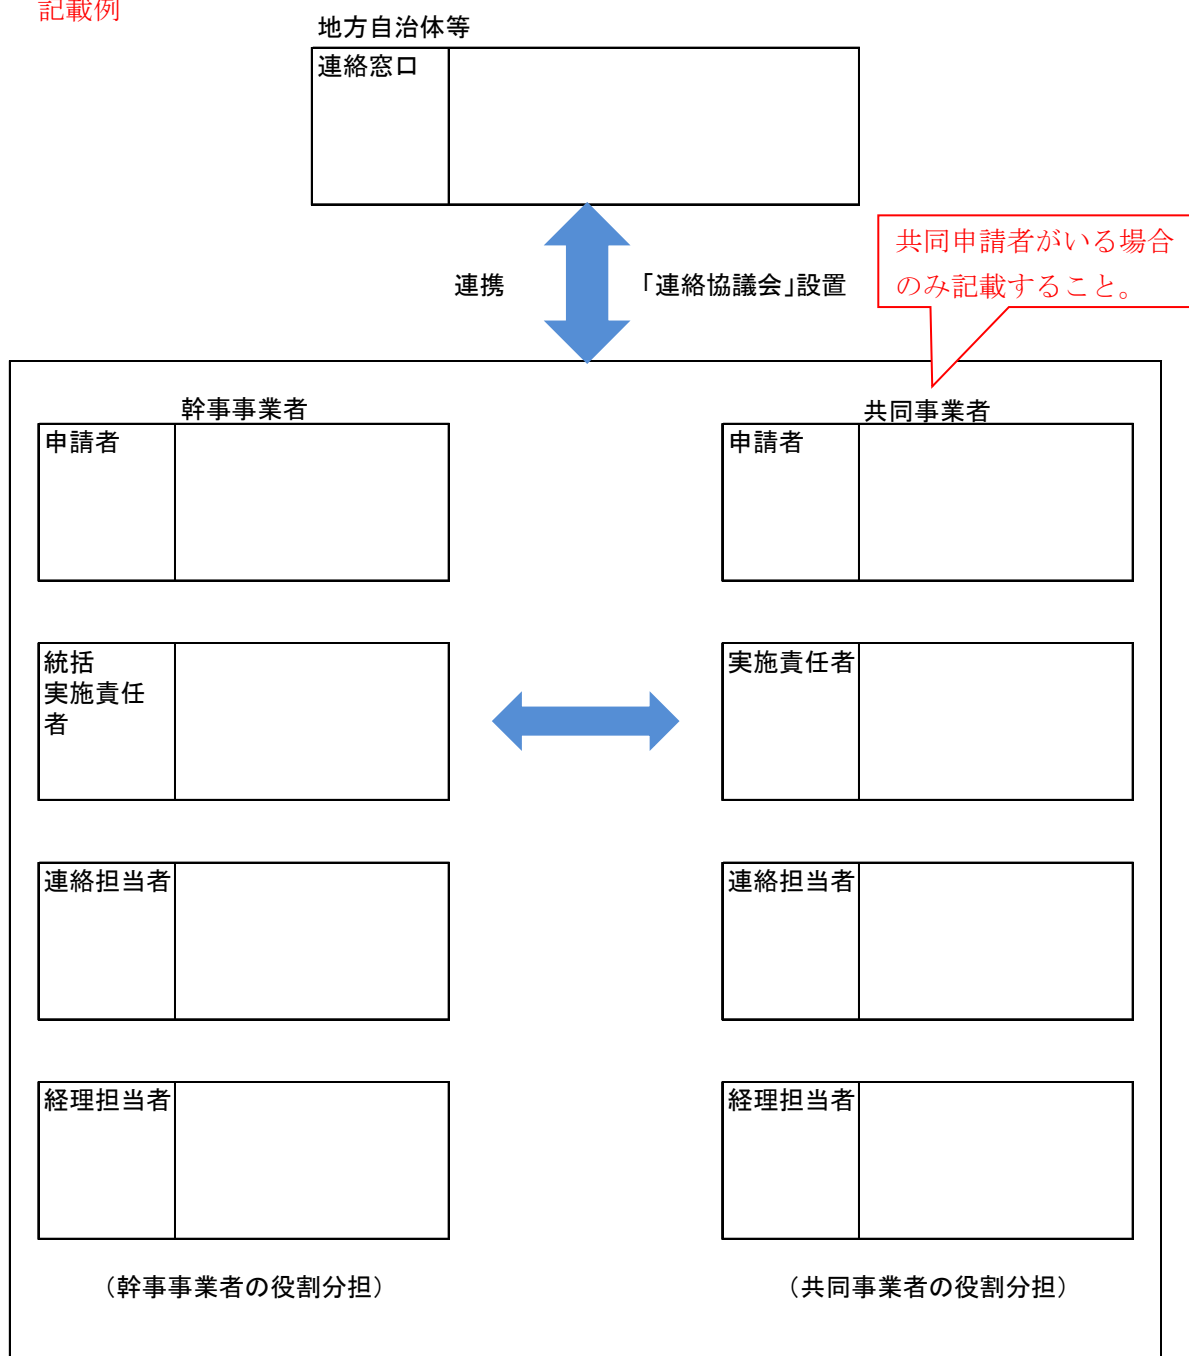 記載例
地方自治体等
連絡窓口
連携
「連絡協議会」設置
共同申請者がいる場合
のみ記載すること。
幹事事業者
申請者
統括
実施責任
者
連絡担当者
経理担当者
（幹事事業者の役割分担）
共同事業者
申請者
実施責任者
連絡担当者
経理担当者
（共同事業者の役割分担）